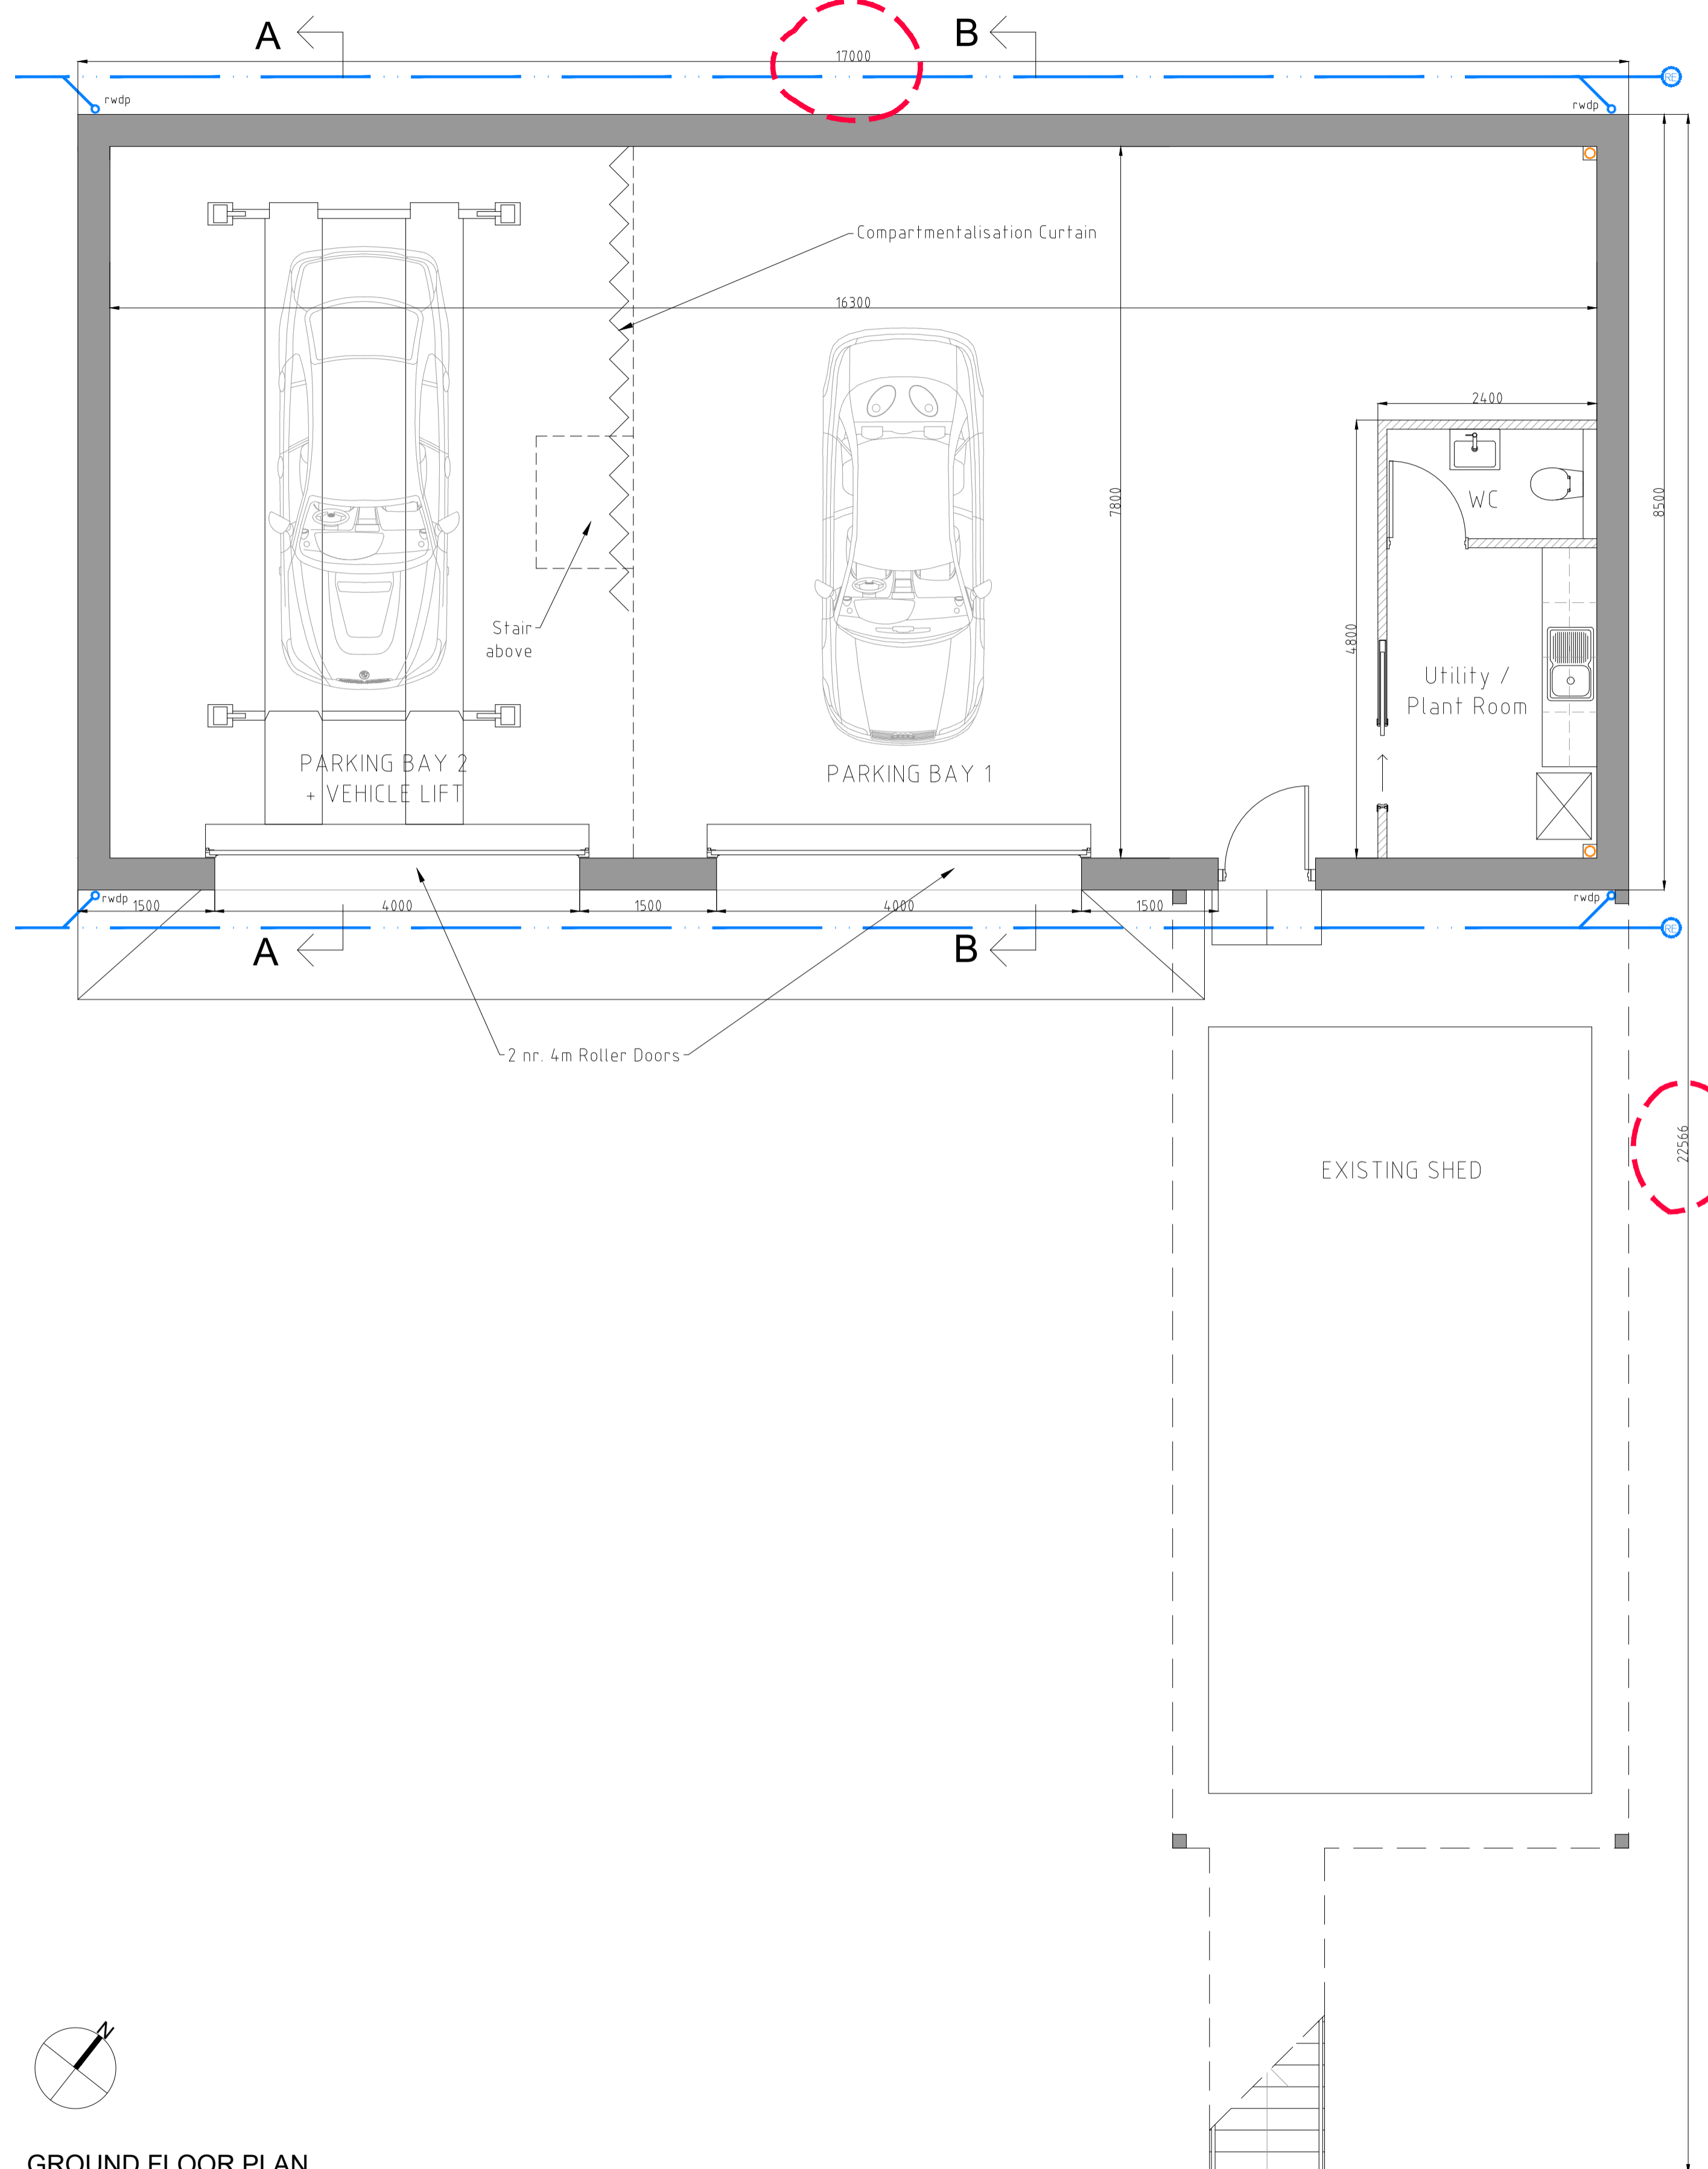 A
B
17000
RE
rwdp
rwdp
Compartmentalisation Curtain
16300
2400
7800
WC
8500
Stair
above
4800
Utility /
Plant Room
PARKING BAY 2
+ VEHICLE LIFT
PARKING BAY 1
rwdp
1500
4000
1500
4000
1500
rwdp
RE
A
B
2 nr. 4m Roller Doors
22566
EXISTING SHED
N
GROUND FLOOR PLAN